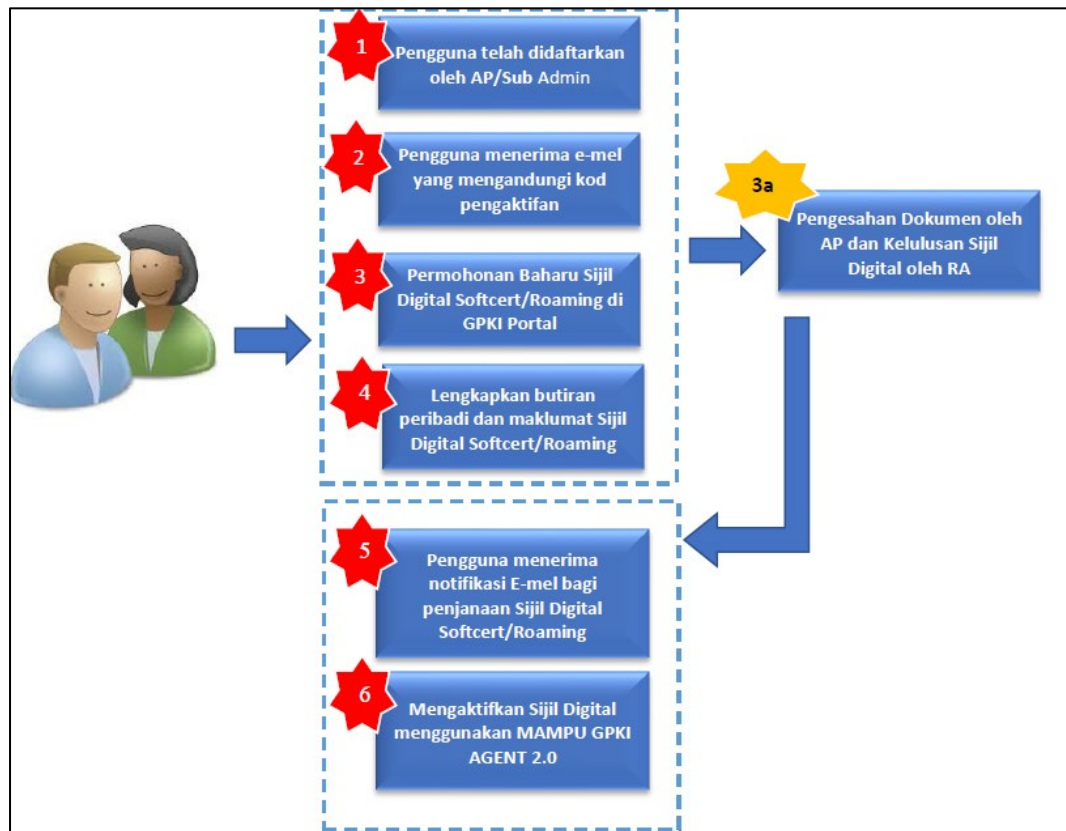 1
Pengguna telah didaftarkan
oleh AP/Sub Admin
2
Pengguna menerima e-mel
yang mengandungi kod
pengaktifan
3
Permohonan Baharu Sijil
Digital Softcert/Roaming di
GPKI Portal
4
Lengkapkan butiran
peribadi dan maklumat Sijil
Digital Softcert/Roaming
3a
Pengesahan Dokumen oleh
AP dan Kelulusan Sijil
Digital oleh RA
5
Pengguna menerima
notifikasi E-mel bagi
penjanaan Sijil Digital
Softcert/Roaming
6
Mengaktifkan Sijil Digital
menggunakan MAMPU GPKI
AGENT 2.0